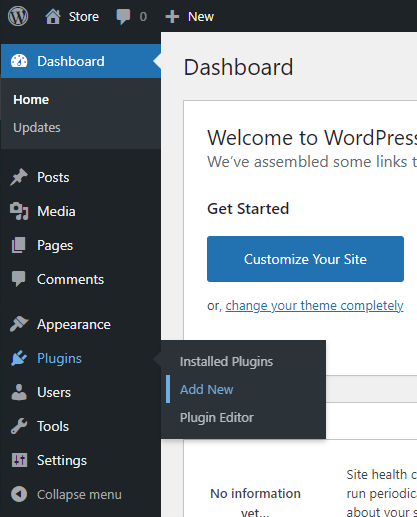 Store 0 New
Dashboard
Home
Updates
Posts
Media
Pages
Comments
Appearance
Plugins
Installed Plugins
Add New
Plugin Editor
Users
Tools
Settings
Collapse menu
Dashboard
Welcome to WordPress
We've assembled some links t
Get Started
Customize Your Site
or, change your theme completely
No information
yet...
Site health c
run periodica
about your s